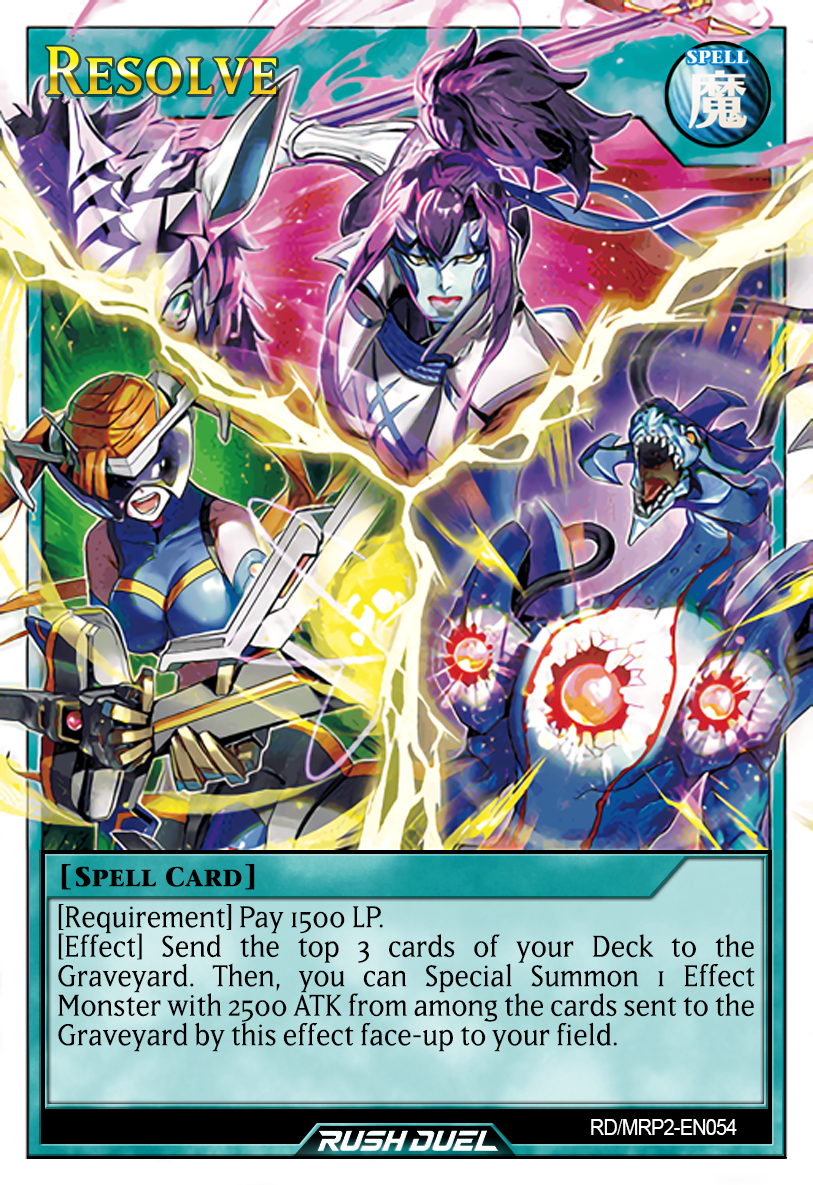 Resolve
SPELL
魔
[Spell Card]
[Requirement] Pay 1500 LP.
[Effect] Send the top 3 cards of your Deck to the
Graveyard. Then, you can Special Summon 1 Effect
Monster with 2500 ATK from among the cards sent to the
Graveyard by this effect face-up to your field.
RD/MRP2-EN054
RUSH DUEL